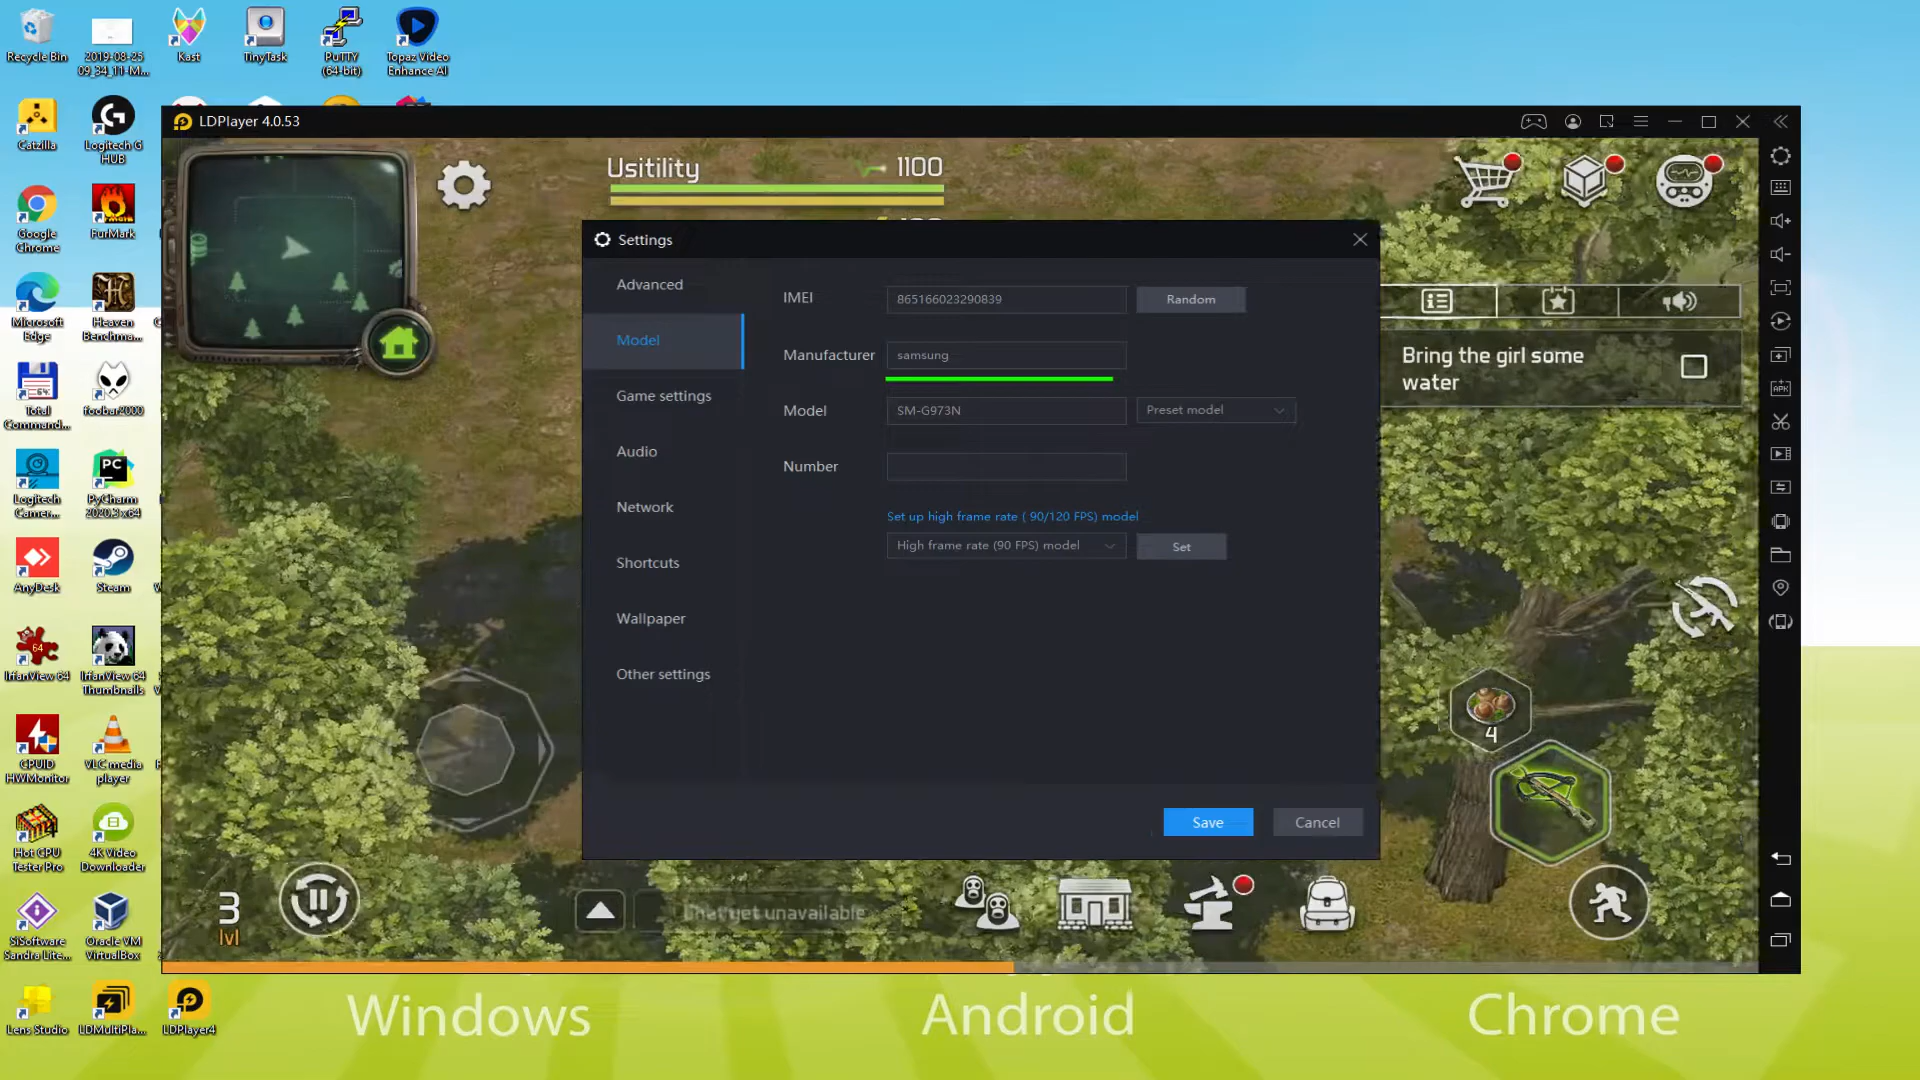 Recycle Bin
2019-08-25
09_34_11-M...
Kast
TinyTask
PuTTY
(64-bit)
Topaz Video
Enhance AI
Catzilla
Logitech G
HUB
Google
Chrome
FurMark
Microsoft
Edge
Heaven
Benchma...
Total
Command...
foobar2000
Logitech
Camer...
PyCharm
2020.3 x64
AnyDesk
Steam
IrfanView 64
IrfanView 64
Thumbnails
CPUID
HWMonitor
VLC media
player
Hot CPU
Tester Pro
4K Video
Downloader
SiSoftware
Sandra Lite...
Oracle VM
VirtualBox
Lens Studio
LDMultiPla...
LDPlayer4
LDPlayer 4.0.53
Usitility
1100
Settings
Advanced
Model
Game settings
Audio
Network
Shortcuts
Wallpaper
Other settings
IMEI
865166023290839
Random
Manufacturer
samsung
Model
SM-G973N
Preset model
Number
Set up high frame rate ( 90/120 FPS) model
High frame rate (90 FPS) model
Set
Save
Cancel
Bring the girl some
water
APK
4
3
lvl
Chat yet unavailable
Windows
Android
Chrome